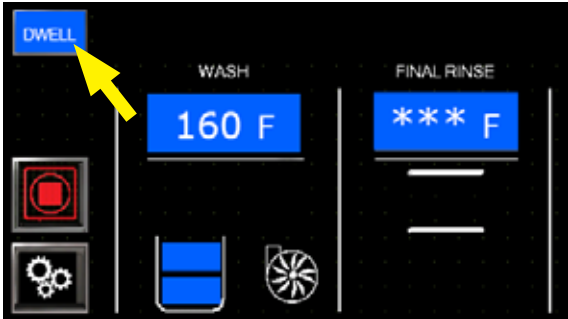 DWELL
WASH
FINAL RINSE
160 F
*** F